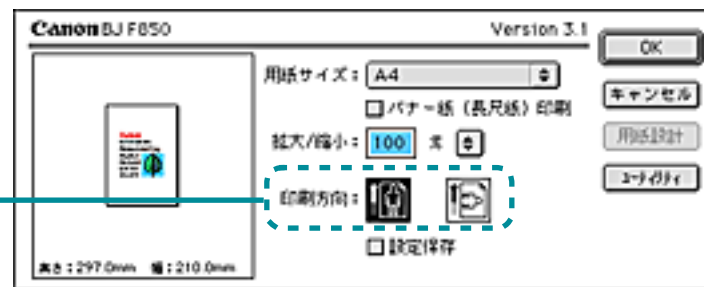 Canon BJ F850
Version 3.1
OK
用紙サイズ：A4
キャンセル
バナー紙（長尺紙）印刷
拡大/縮小：100 %
用紙設計
ユーティリティ
印刷方向：
設定保存
高さ：297.0mm 幅：210.0mm